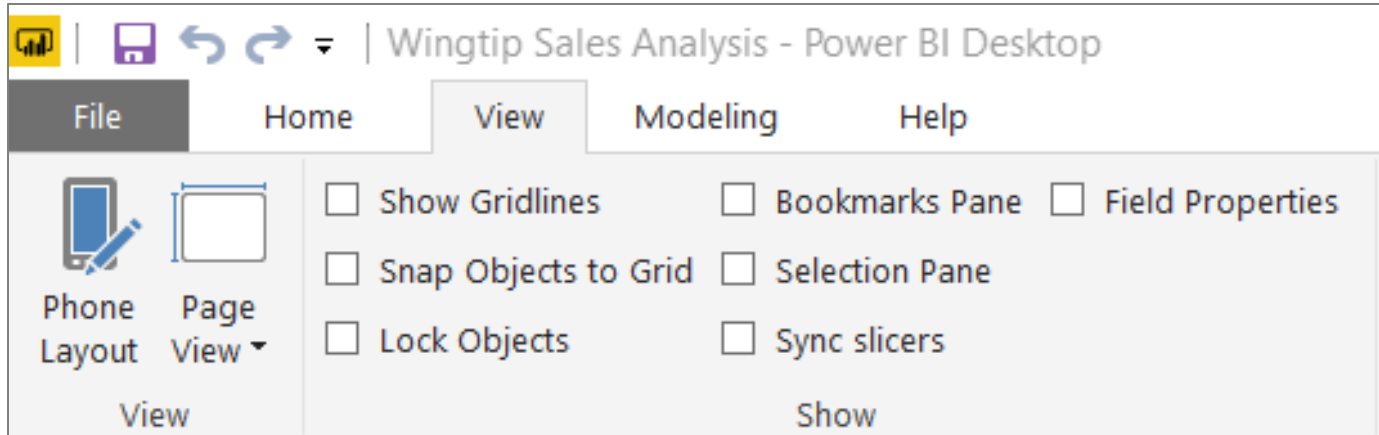 Wingtip Sales Analysis - Power BI Desktop
File Home View Modeling Help
Show Gridlines Bookmarks Pane Field Properties
Snap Objects to Grid Selection Pane
Phone Page
Lock Objects Sync slicers
Layout View
View Show